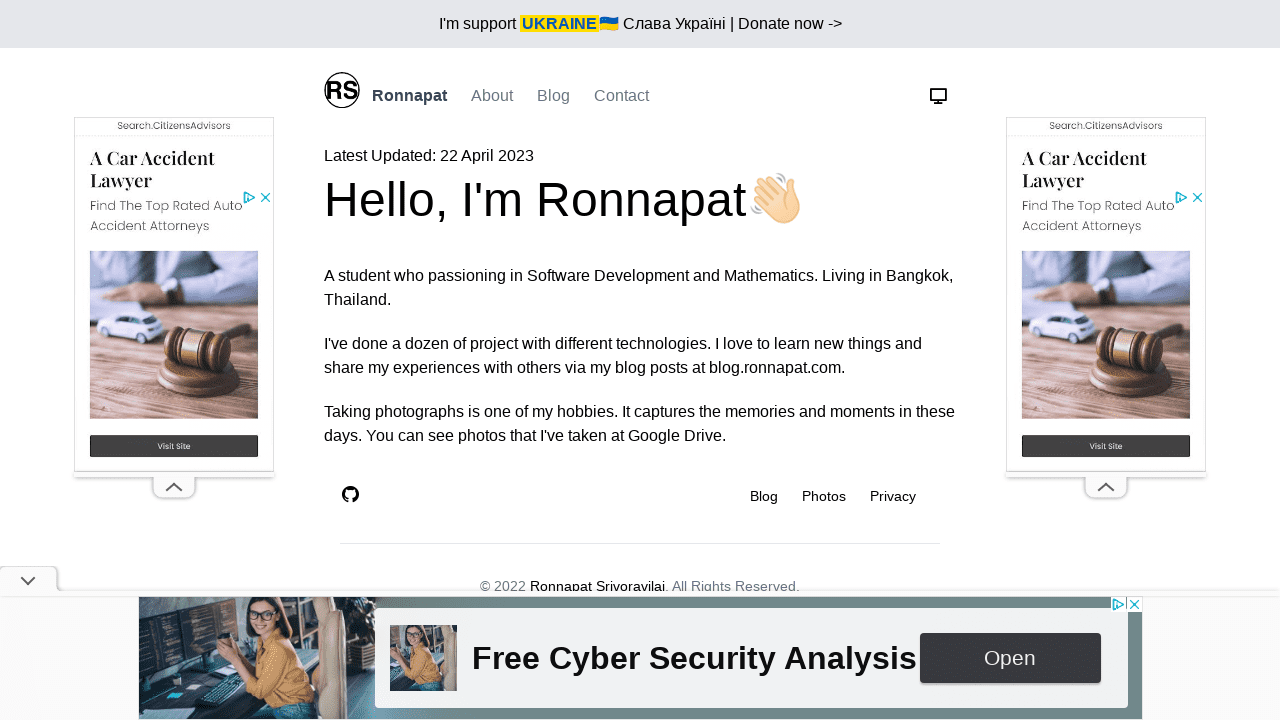 I'm support UKRAINE🇺🇦 Слава Україні | Donate now ->
RS Ronnapat About Blog Contact
Latest Updated: 22 April 2023
Hello, I'm Ronnapat👋🏻
A student who passioning in Software Development and Mathematics. Living in Bangkok,
Thailand.
I've done a dozen of project with different technologies. I love to learn new things and
share my experiences with others via my blog posts at blog.ronnapat.com.
Taking photographs is one of my hobbies. It captures the memories and moments in these
days. You can see photos that I've taken at Google Drive.
Blog Photos Privacy
© 2022 Ronnapat Srivoravilai. All Rights Reserved.
Search.CitizensAdvisors
A Car Accident
Lawyer
Find The Top Rated Auto
Accident Attorneys
Visit Site
Search.CitizensAdvisors
A Car Accident
Lawyer
Find The Top Rated Auto
Accident Attorneys
Visit Site
Free Cyber Security Analysis
Open